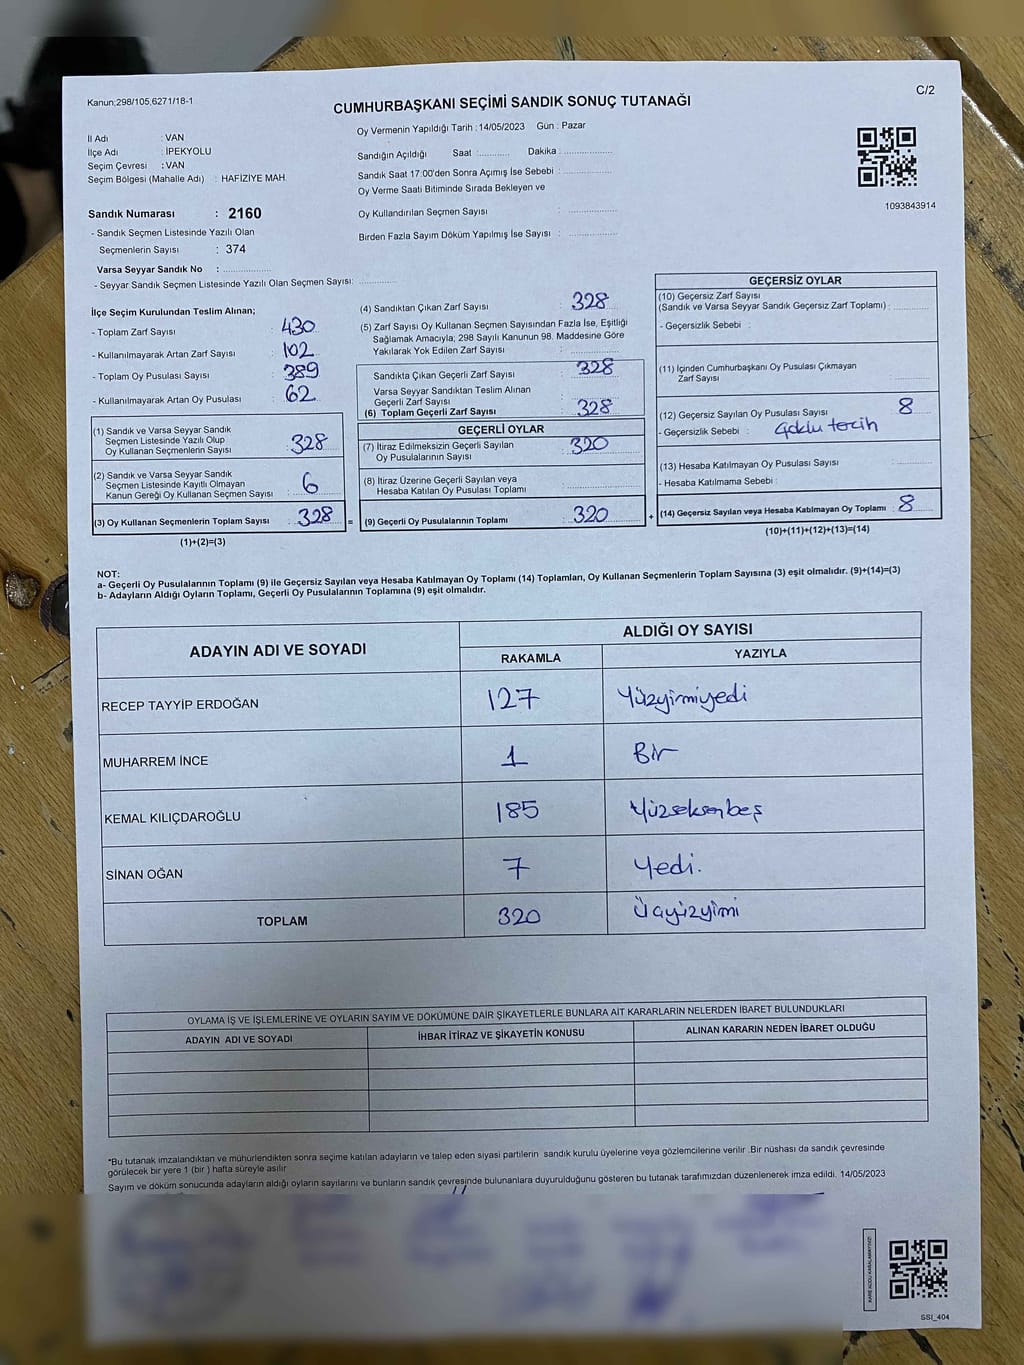 Kanun;298/105,6271/18-1
C/2
CUMHURBAŞKANI SEÇİMİ SANDIK SONUÇ TUTANAĞI
İl Adı : VAN
İlçe Adı : İPEKYOLU
Seçim Çevresi : VAN
Seçim Bölgesi (Mahalle Adı) : HAFIZIYE MAH.
Oy Vermenin Yapıldığı Tarih : 14/05/2023 Gün : Pazar
Sandığın Açıldığı Saat :.......... Dakika : ..............
Sandık Saat 17:00'den Sonra Açımış İse Sebebi : ..............
Oy Verme Saati Bitiminde Sırada Bekleyen ve
Oy Kullandırılan Seçmen Sayısı : ..............
Birden Fazla Sayım Döküm Yapılmış İse Sayısı : ..............
1093843914
Sandık Numarası : 2160
- Sandık Seçmen Listesinde Yazılı Olan
Seçmenlerin Sayısı : 374
Varsa Seyyar Sandık No : ..............
- Seyyar Sandık Seçmen Listesinde Yazılı Olan Seçmen Sayısı: ..............
İlçe Seçim Kurulundan Teslim Alınan;
- Toplam Zarf Sayısı : 430
- Kullanılmayarak Artan Zarf Sayısı : 102
- Toplam Oy Pusulası Sayısı : 389
- Kullanılmayarak Artan Oy Pusulası : 62
(1) Sandık ve Varsa Seyyar Sandık
Seçmen Listesinde Yazılı Olup
Oy Kullanan Seçmenlerin Sayısı : 328
(2) Sandık ve Varsa Seyyar Sandık
Seçmen Listesinde Kayıtlı Olmayan
Kanun Gereği Oy Kullanan Seçmen Sayısı : 6
(3) Oy Kullanan Seçmenlerin Toplam Sayısı : 328
(1)+(2)=(3)
(4) Sandıktan Çıkan Zarf Sayısı : 328
(5) Zarf Sayısı Oy Kullanan Seçmen Sayısından Fazla İse, Eşitliği
Sağlamak Amacıyla; 298 Sayılı Kanunun 98. Maddesine Göre
Yakılarak Yok Edilen Zarf Sayısı : ..............
Sandıkta Çıkan Geçerli Zarf Sayısı : 328
Varsa Seyyar Sandıktan Teslim Alınan
Geçerli Zarf Sayısı : ..............
(6) Toplam Geçerli Zarf Sayısı : 328
GEÇERLİ OYLAR
(7) İtiraz Edilmeksizin Geçerli Sayılan
Oy Pusulalarının Sayısı : 320
(8) İtiraz Üzerine Geçerli Sayılan veya
Hesaba Katılan Oy Pusulası Toplamı : ..............
= (9) Geçerli Oy Pusulalarının Toplamı : 320
GEÇERSİZ OYLAR
(10) Geçersiz Zarf Sayısı
(Sandık ve Varsa Seyyar Sandık Geçersiz Zarf Toplamı) : ..........
- Geçersizlik Sebebi :
(11) İçinden Cumhurbaşkanı Oy Pusulası Çıkmayan
Zarf Sayısı : ..........
(12) Geçersiz Sayılan Oy Pusulası Sayısı : 8
- Geçersizlik Sebebi : çoklu tercih
(13) Hesaba Katılmayan Oy Pusulası Sayısı : ..........
- Hesaba Katılmama Sebebi :
+ (14) Geçersiz Sayılan veya Hesaba Katılmayan Oy Toplamı : 8
(10)+(11)+(12)+(13)=(14)
NOT:
a- Geçerli Oy Pusulalarının Toplamı (9) ile Geçersiz Sayılan veya Hesaba Katılmayan Oy Toplamı (14) Toplamları, Oy Kullanan Seçmenlerin Toplam Sayısına (3) eşit olmalıdır. (9)+(14)=(3)
b- Adayların Aldığı Oyların Toplamı, Geçerli Oy Pusulalarının Toplamına (9) eşit olmalıdır.
ADAYIN ADI VE SOYADI
ALDIĞI OY SAYISI
RAKAMLA YAZIYLA
RECEP TAYYİP ERDOĞAN 127 Yüzyirmiyedi
MUHARREM İNCE 1 Bir
KEMAL KILIÇDAROĞLU 185 Yüzseksenbeş
SİNAN OĞAN 7 Yedi.
TOPLAM 320 Üçyüzyirmi
OYLAMA İŞ VE İŞLEMLERİNE VE OYLARIN SAYIM VE DÖKÜMÜNE DAİR ŞİKAYETLERLE BUNLARA AİT KARARLARIN NELERDEN İBARET BULUNDUKLARI
ADAYIN ADI VE SOYADI İHBAR İTİRAZ VE ŞİKAYETİN KONUSU ALINAN KARARIN NEDEN İBARET OLDUĞU
*Bu tutanak imzalandıktan ve mühürlendikten sonra seçime katılan adayların ve talep eden siyasi partilerin sandık kurulu üyelerine veya gözlemcilerine verilir .Bir nüshası da sandık çevresinde
görülecek bir yere 1 (bir ) hafta süreyle asılır
Sayım ve döküm sonucunda adayların aldığı oyların sayılarını ve bunların sandık çevresinde bulunanlara duyurulduğunu gösteren bu tutanak tarafımızdan düzenlenerek imza edildi. 14/05/2023
KARE KODU KARALAMAYINIZ!
SSI_404